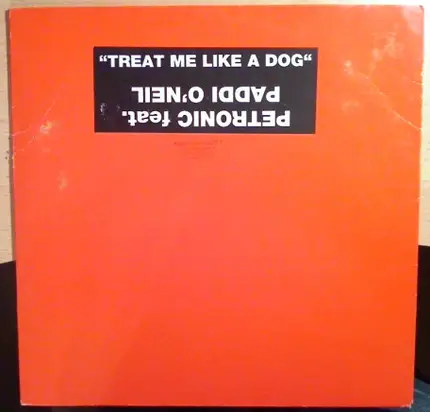 "TREAT ME LIKE A DOG"
PETRONIC feat.
PADDI O'NEIL